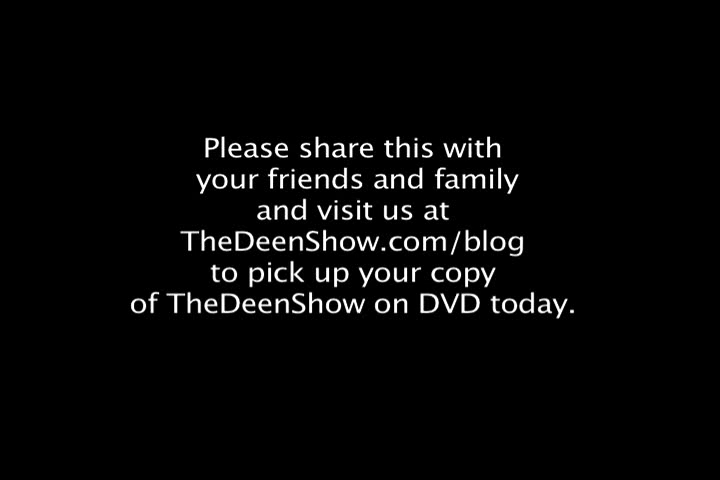 Please share this with
your friends and family
and visit us at
TheDeenShow.com/blog
to pick up your copy
of TheDeenShow on DVD today.